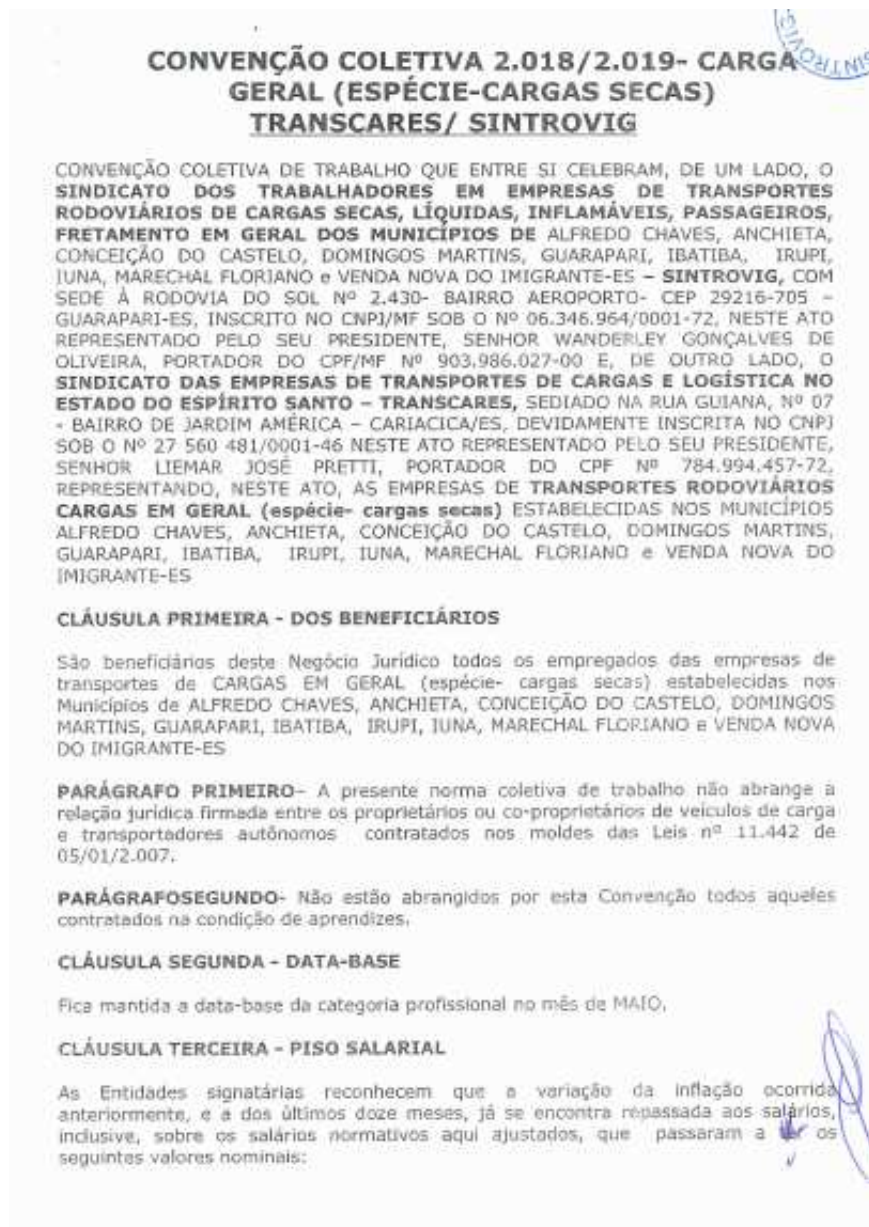 SINTROVIG
CONVENÇÃO COLETIVA 2.018/2.019- CARGA
GERAL (ESPÉCIE-CARGAS SECAS)
TRANSCARES/ SINTROVIG
CONVENÇÃO COLETIVA DE TRABALHO QUE ENTRE SI CELEBRAM, DE UM LADO, O
SINDICATO DOS TRABALHADORES EM EMPRESAS DE TRANSPORTES
RODOVIÁRIOS DE CARGAS SECAS, LÍQUIDAS, INFLAMÁVEIS, PASSAGEIROS,
FRETAMENTO EM GERAL DOS MUNICÍPIOS DE ALFREDO CHAVES, ANCHIETA,
CONCEIÇÃO DO CASTELO, DOMINGOS MARTINS, GUARAPARI, IBATIBA, IRUPI,
IUNA, MARECHAL FLORIANO e VENDA NOVA DO IMIGRANTE-ES – SINTROVIG, COM
SEDE À RODOVIA DO SOL Nº 2.430- BAIRRO AEROPORTO- CEP 29216-705 –
GUARAPARI-ES, INSCRITO NO CNPJ/MF SOB O Nº 06.346.964/0001-72, NESTE ATO
REPRESENTADO PELO SEU PRESIDENTE, SENHOR WANDERLEY GONÇALVES DE
OLIVEIRA, PORTADOR DO CPF/MF Nº 903.986.027-00 E, DE OUTRO LADO, O
SINDICATO DAS EMPRESAS DE TRANSPORTES DE CARGAS E LOGÍSTICA NO
ESTADO DO ESPÍRITO SANTO – TRANSCARES, SEDIADO NA RUA GUIANA, Nº 07
- BAIRRO DE JARDIM AMÉRICA – CARIACICA/ES, DEVIDAMENTE INSCRITA NO CNPJ
SOB O Nº 27 560 481/0001-46 NESTE ATO REPRESENTADO PELO SEU PRESIDENTE,
SENHOR LIEMAR JOSÉ PRETTI, PORTADOR DO CPF Nº 784.994.457-72,
REPRESENTANDO, NESTE ATO, AS EMPRESAS DE TRANSPORTES RODOVIÁRIOS
CARGAS EM GERAL (espécie- cargas secas) ESTABELECIDAS NOS MUNICÍPIOS
ALFREDO CHAVES, ANCHIETA, CONCEIÇÃO DO CASTELO, DOMINGOS MARTINS,
GUARAPARI, IBATIBA, IRUPI, IUNA, MARECHAL FLORIANO e VENDA NOVA DO
IMIGRANTE-ES
CLÁUSULA PRIMEIRA - DOS BENEFICIÁRIOS
São beneficiários deste Negócio Jurídico todos os empregados das empresas de
transportes de CARGAS EM GERAL (espécie- cargas secas) estabelecidas nos
Municípios de ALFREDO CHAVES, ANCHIETA, CONCEIÇÃO DO CASTELO, DOMINGOS
MARTINS, GUARAPARI, IBATIBA, IRUPI, IUNA, MARECHAL FLORIANO e VENDA NOVA
DO IMIGRANTE-ES
PARÁGRAFO PRIMEIRO– A presente norma coletiva de trabalho não abrange a
relação jurídica firmada entre os proprietários ou co-proprietários de veículos de carga
e transportadores autônomos contratados nos moldes das Leis nº 11.442 de
05/01/2.007.
PARÁGRAFOSEGUNDO- Não estão abrangidos por esta Convenção todos aqueles
contratados na condição de aprendizes.
CLÁUSULA SEGUNDA – DATA-BASE
Fica mantida a data-base da categoria profissional no mês de MAIO.
CLÁUSULA TERCEIRA - PISO SALARIAL
As Entidades signatárias reconhecem que a variação da inflação ocorrida
anteriormente, e a dos últimos doze meses, já se encontra repassada aos salários,
inclusive, sobre os salários normativos aqui ajustados, que passaram a ter os
seguintes valores nominais: